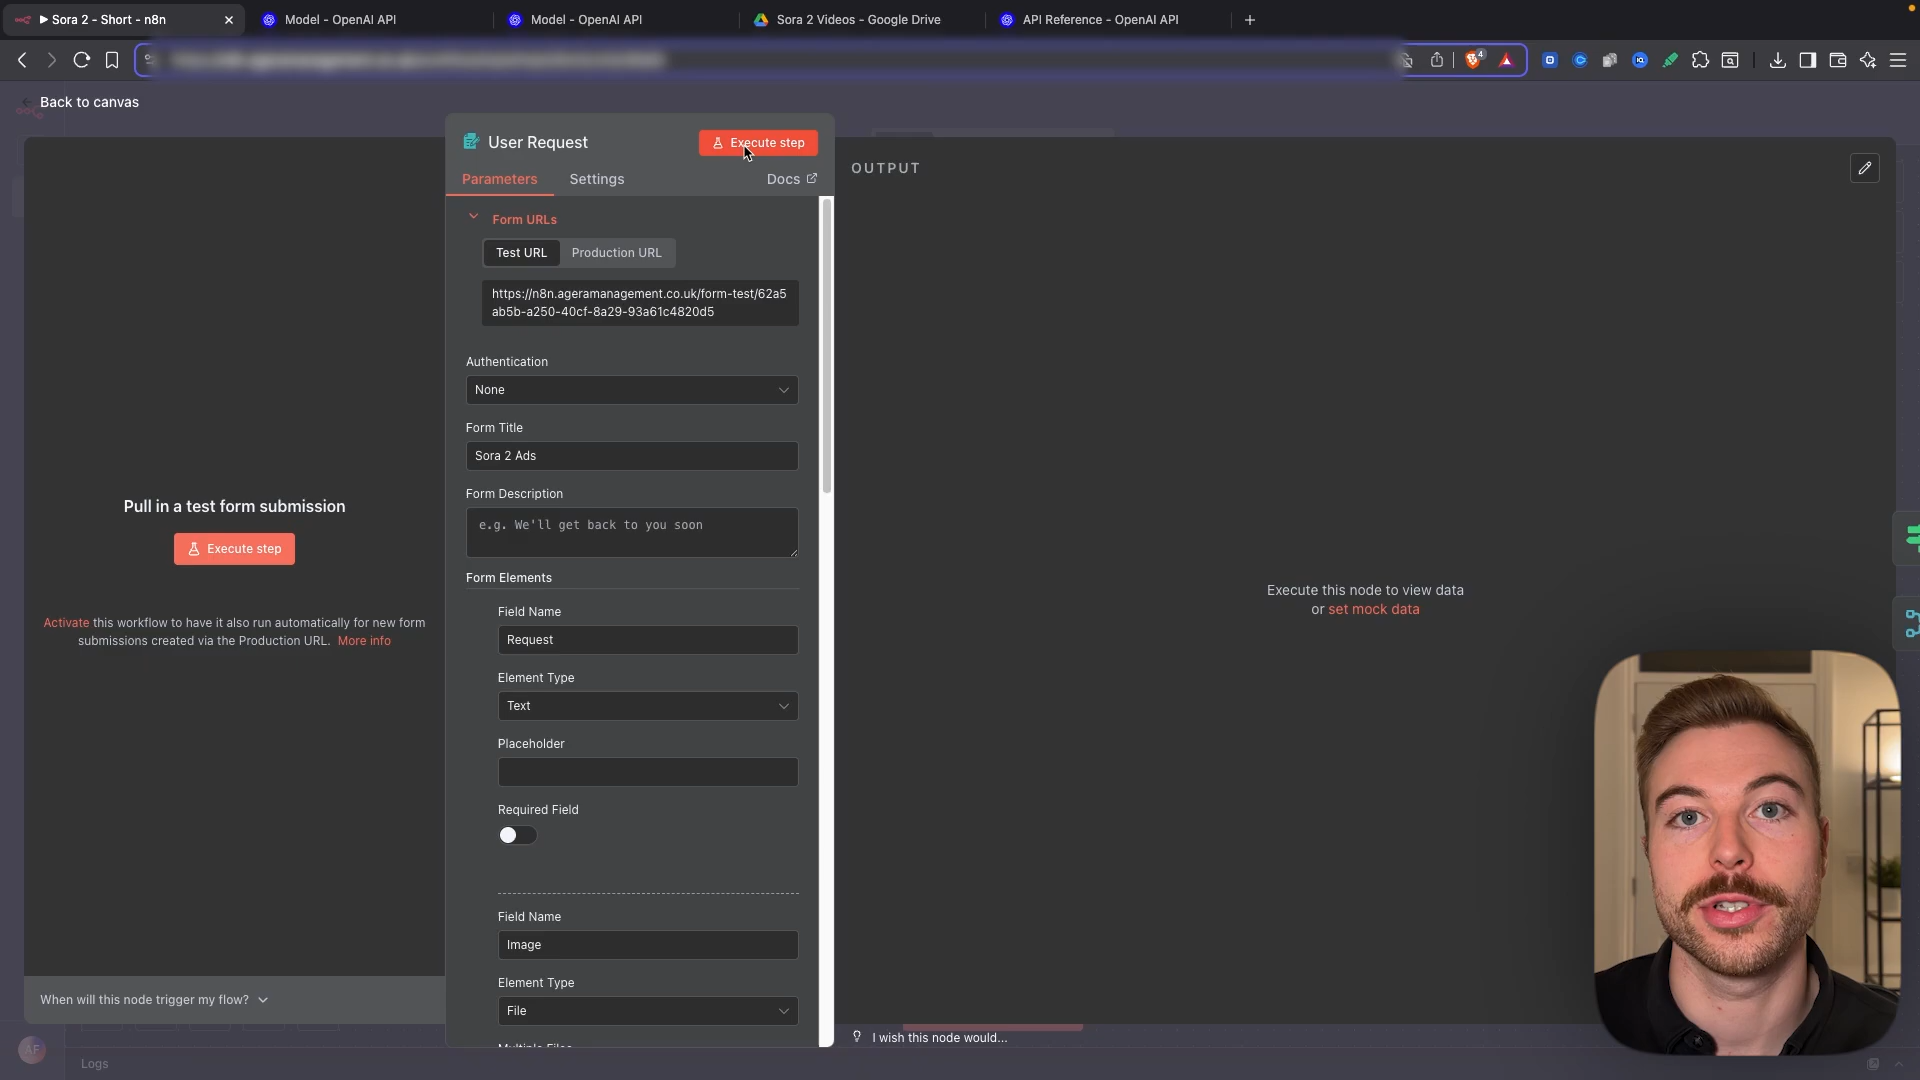 ▶ Sora 2 - Short - n8n
Model - OpenAI API
Model - OpenAI API
Sora 2 Videos - Google Drive
API Reference - OpenAI API
4
Back to canvas
User Request
Execute step
OUTPUT
Parameters
Settings
Docs
Form URLs
Test URL
Production URL
https://n8n.ageramanagement.co.uk/form-test/62a5
ab5b-a250-40cf-8a29-93a61c4820d5
Authentication
None
Form Title
Sora 2 Ads
Form Description
e.g. We'll get back to you soon
Form Elements
Field Name
Request
Element Type
Text
Placeholder
Required Field
Field Name
Image
Element Type
File
Multiple Files
Pull in a test form submission
Execute step
Activate this workflow to have it also run automatically for new form
submissions created via the Production URL. More info
When will this node trigger my flow?
Execute this node to view data
or set mock data
I wish this node would...
AF
Logs